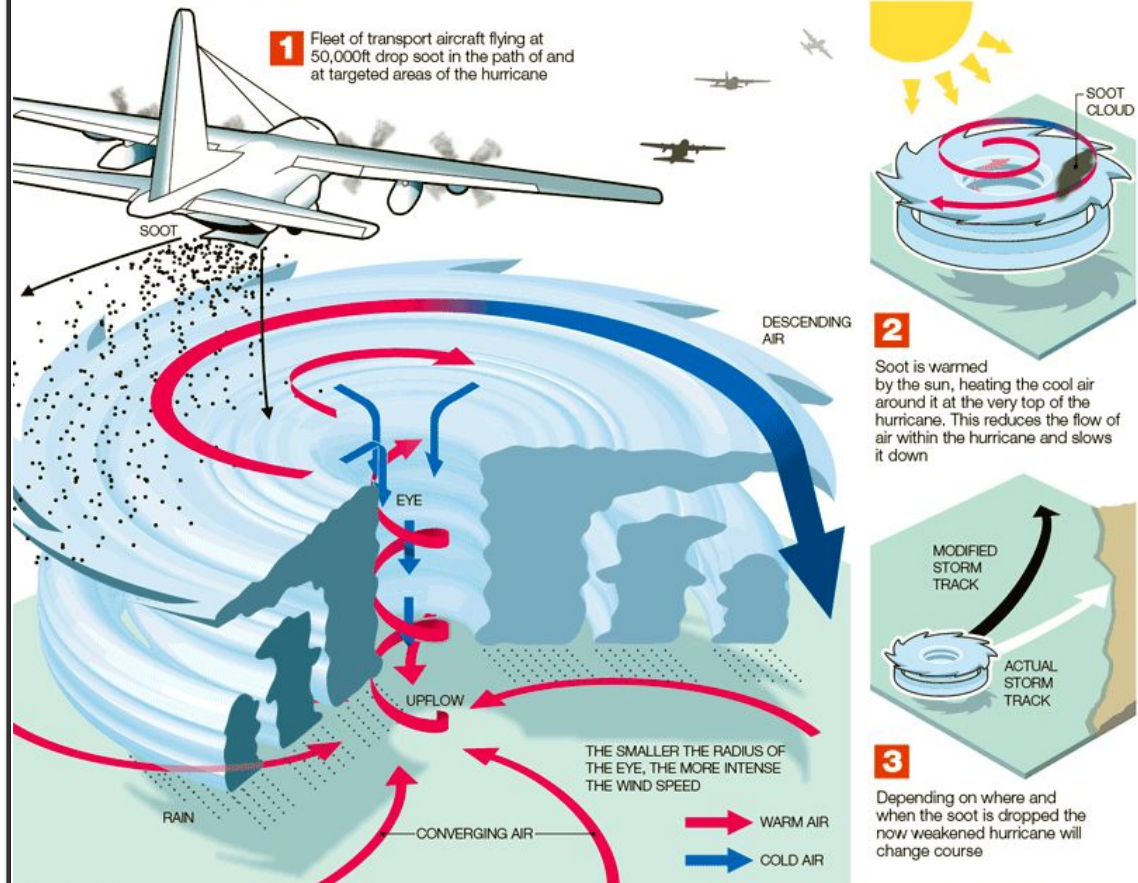 1
Fleet of transport aircraft flying at
50,000ft drop soot in the path of and
at targeted areas of the hurricane
SOOT
DESCENDING
AIR
EYE
UPFLOW
THE SMALLER THE RADIUS OF
THE EYE, THE MORE INTENSE
THE WIND SPEED
RAIN
CONVERGING AIR
WARM AIR
COLD AIR
SOOT
CLOUD
2
Soot is warmed
by the sun, heating the cool air
around it at the very top of the
hurricane. This reduces the flow of
air within the hurricane and slows
it down
MODIFIED
STORM
TRACK
ACTUAL
STORM
TRACK
3
Depending on where and
when the soot is dropped the
now weakened hurricane will
change course